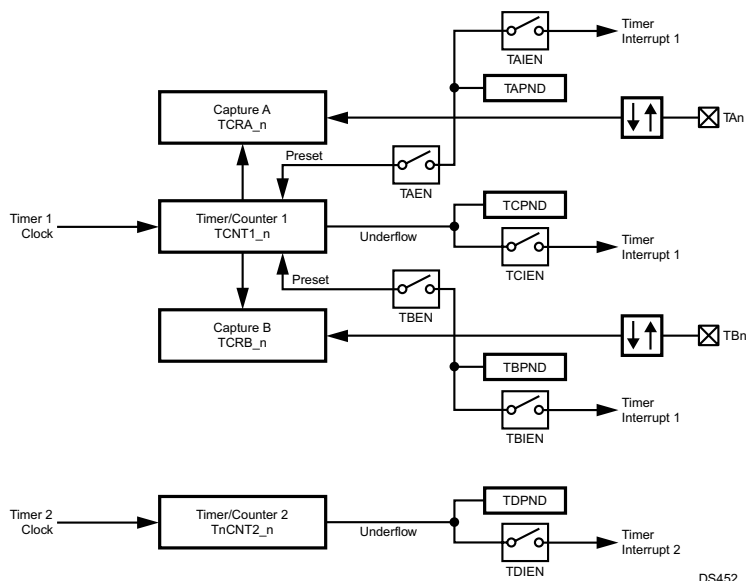 Timer
Interrupt 1
TAIEN
TAPND
Capture A
TCRA_n
TAn
Preset
TAEN
Timer 1
Clock
Timer/Counter 1
TCNT1_n
Underflow
TCPND
TCIEN
Timer
Interrupt 1
Preset
TBEN
Capture B
TCRB_n
TBn
TBPND
TBIEN
Timer
Interrupt 1
Timer 2
Clock
Timer/Counter 2
TnCNT2_n
Underflow
TDPND
TDIEN
Timer
Interrupt 2
DS452